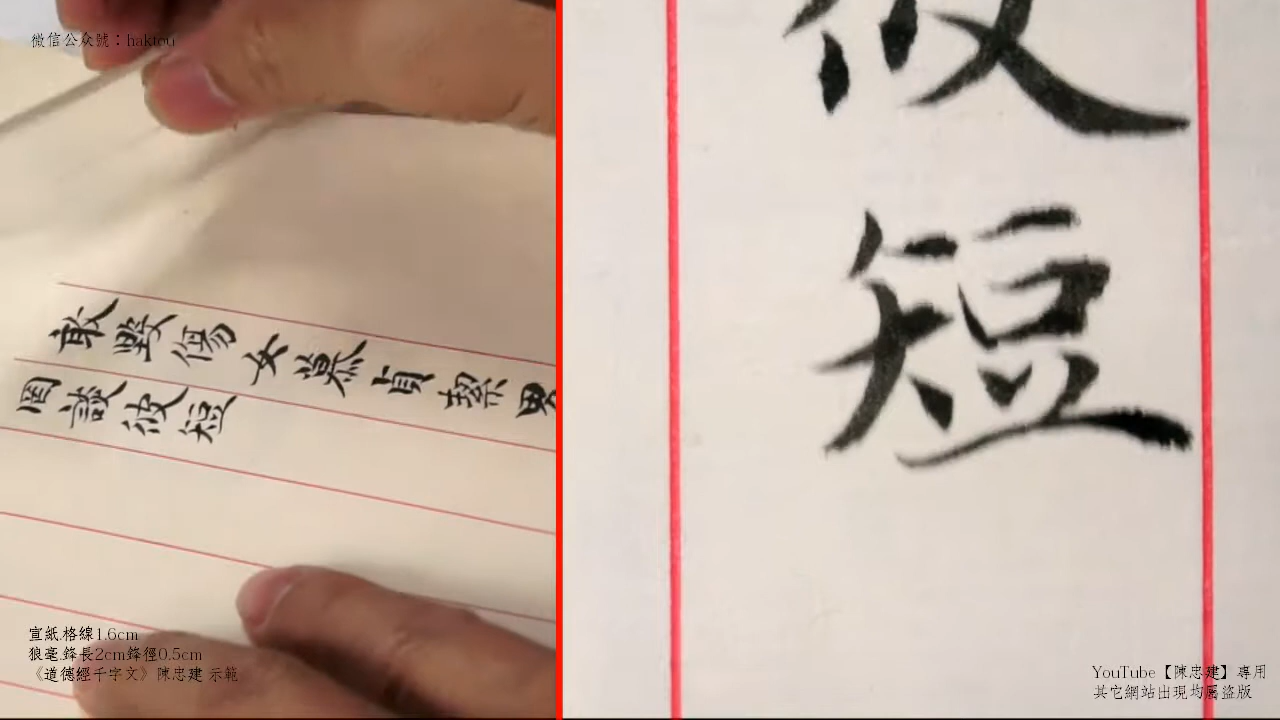 微信公众號：haktou
敢毀傷女慕貞絜男
罔談彼短
宣紙 格線1.6cm
狼毫 鋒長2cm鋒徑0.5cm
《道德經千字文》陳忠建 示範
彼
短
YouTube【陳忠建】專用
其它網站出現均屬盜版